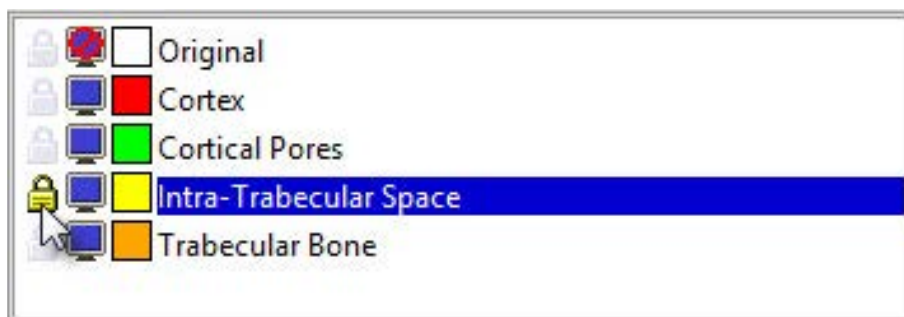 Original
Cortex
Cortical Pores
Intra-Trabecular Space
Trabecular Bone